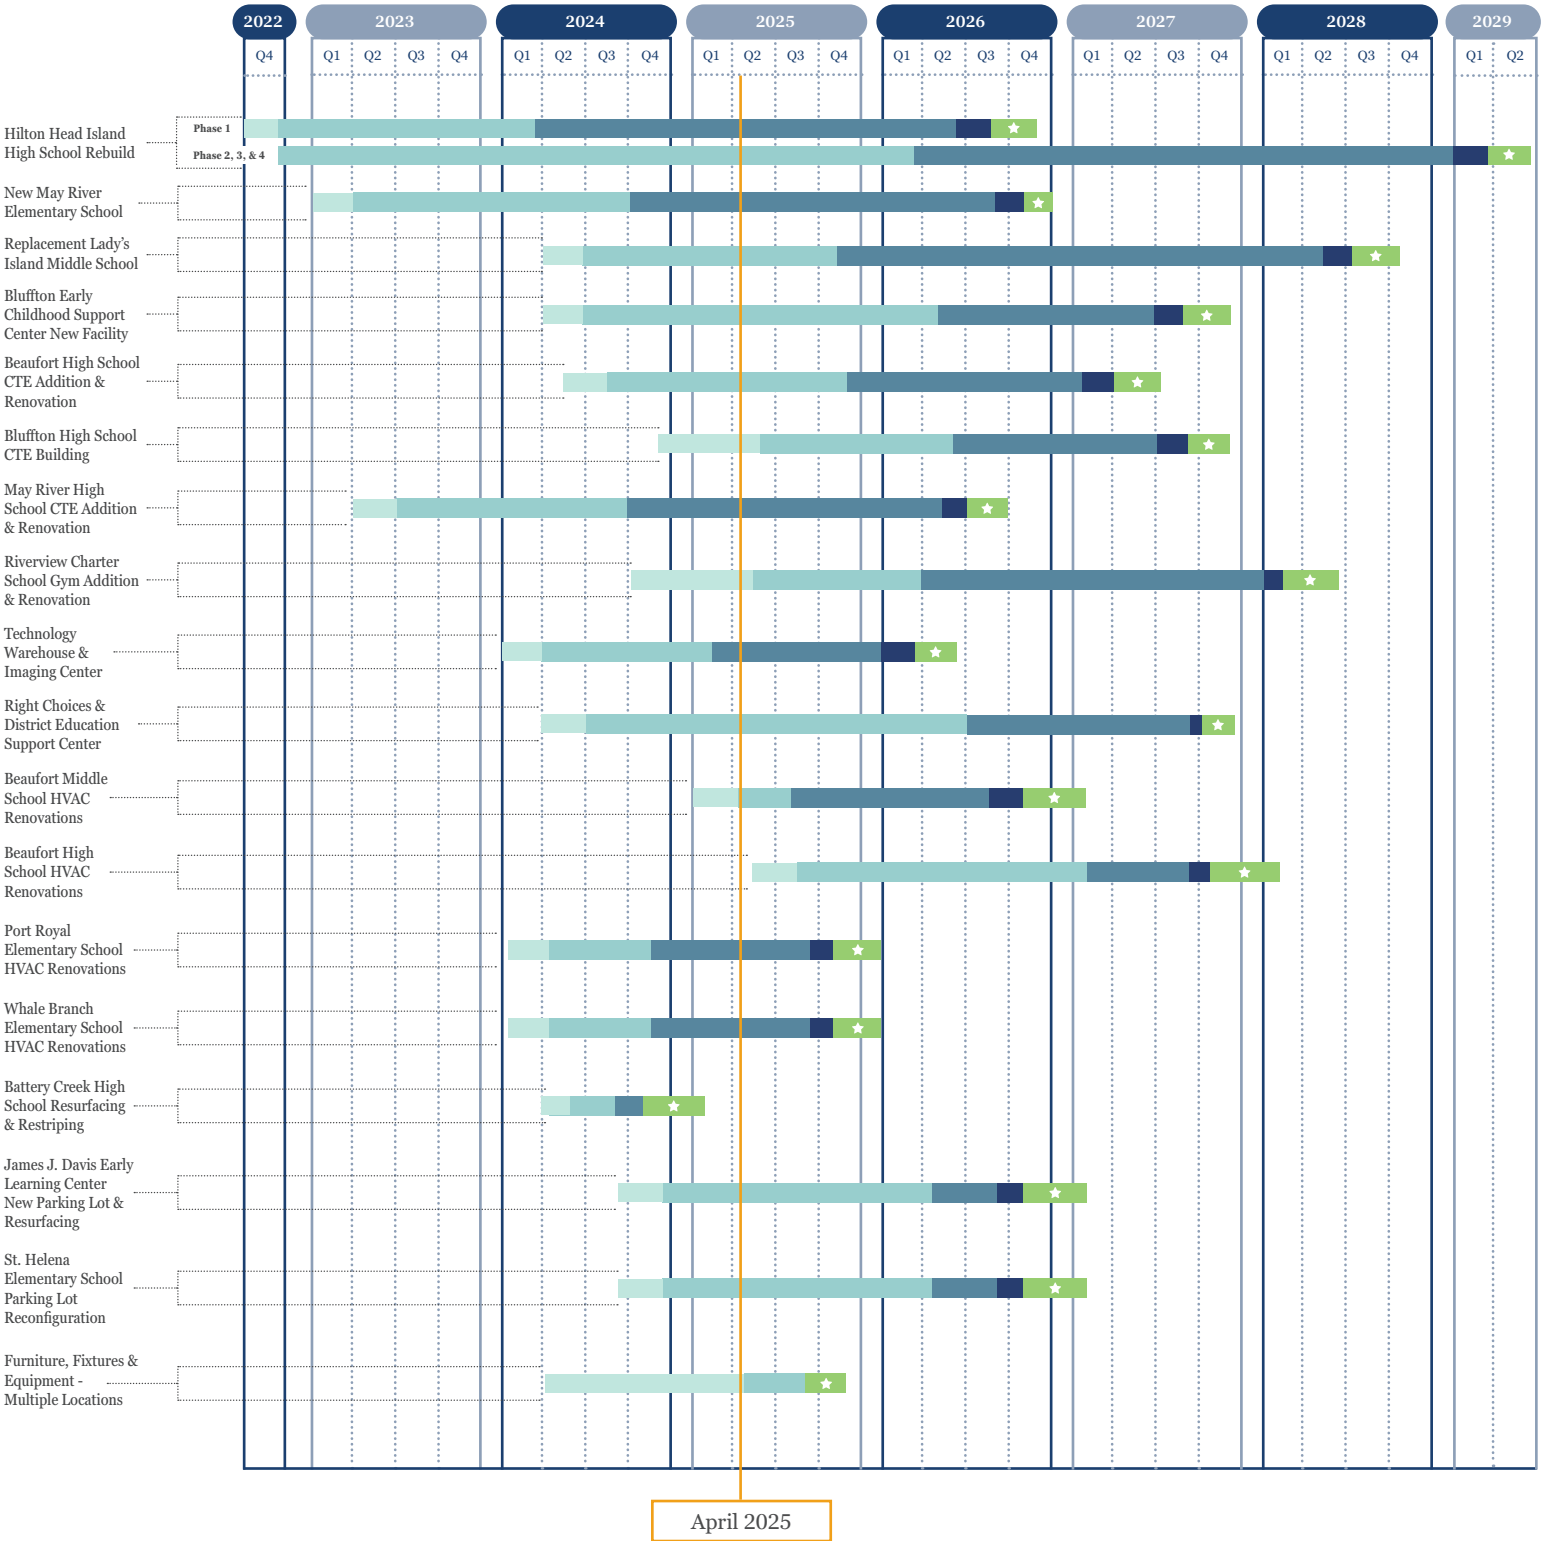 2022 2023 2024 2025 2026 2027 2028 2029
Q4 Q1 Q2 Q3 Q4 Q1 Q2 Q3 Q4 Q1 Q2 Q3 Q4 Q1 Q2 Q3 Q4 Q1 Q2 Q3 Q4 Q1 Q2 Q3 Q4 Q1 Q2
Hilton Head Island
High School Rebuild
Phase 1
Phase 2, 3, & 4
New May River
Elementary School
Replacement Lady’s
Island Middle School
Bluffton Early
Childhood Support
Center New Facility
Beaufort High School
CTE Addition &
Renovation
Bluffton High School
CTE Building
May River High
School CTE Addition
& Renovation
Riverview Charter
School Gym Addition
& Renovation
Technology
Warehouse &
Imaging Center
Right Choices &
District Education
Support Center
Beaufort Middle
School HVAC
Renovations
Beaufort High
School HVAC
Renovations
Port Royal
Elementary School
HVAC Renovations
Whale Branch
Elementary School
HVAC Renovations
Battery Creek High
School Resurfacing
& Restriping
James J. Davis Early
Learning Center
New Parking Lot &
Resurfacing
St. Helena
Elementary School
Parking Lot
Reconfiguration
Furniture, Fixtures &
Equipment -
Multiple Locations
April 2025